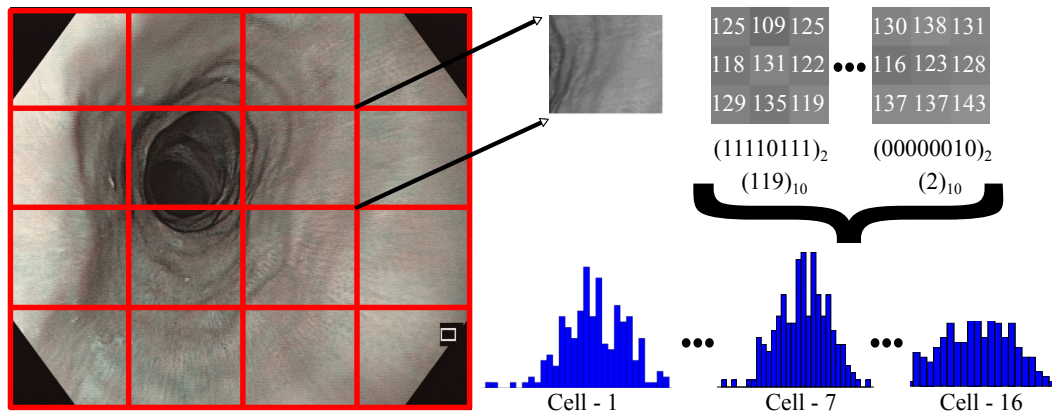 125 109 125
118 131 122
129 135 119
130 138 131
116 123 128
137 137 143
(11110111)₂
(119)₁₀
(00000010)₂
(2)₁₀
Cell - 1
Cell - 7
Cell - 16